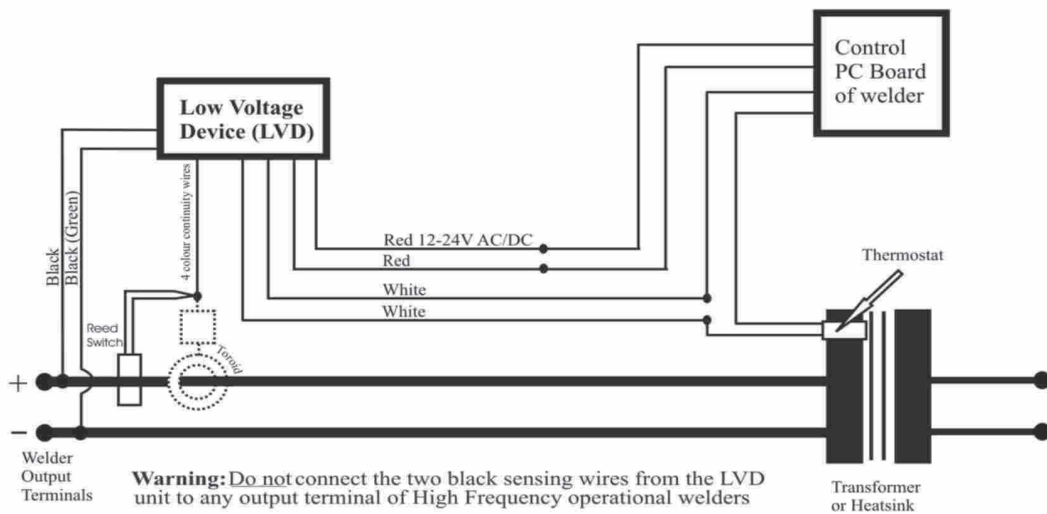 Control
PC Board
of welder
Low Voltage
Device (LVD)
Black
Black (Green)
4 colour continuity wires
Red 12-24V AC/DC
Red
White
White
Thermostat
Reed
Switch
Toroid
+
-
Welder
Output
Terminals
Warning: Do not connect the two black sensing wires from the LVD
unit to any output terminal of High Frequency operational welders
Transformer
or Heatsink